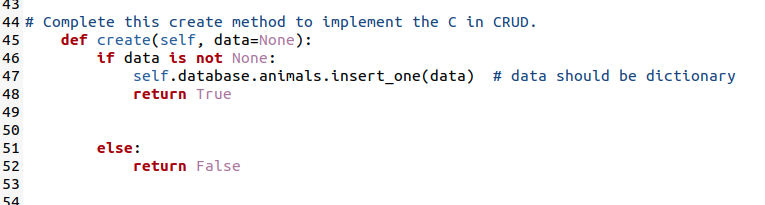 43
44 # Complete this create method to implement the C in CRUD.
45     def create(self, data=None):
46         if data is not None:
47             self.database.animals.insert_one(data)  # data should be dictionary
48             return True
49
50
51         else:
52             return False
53
54